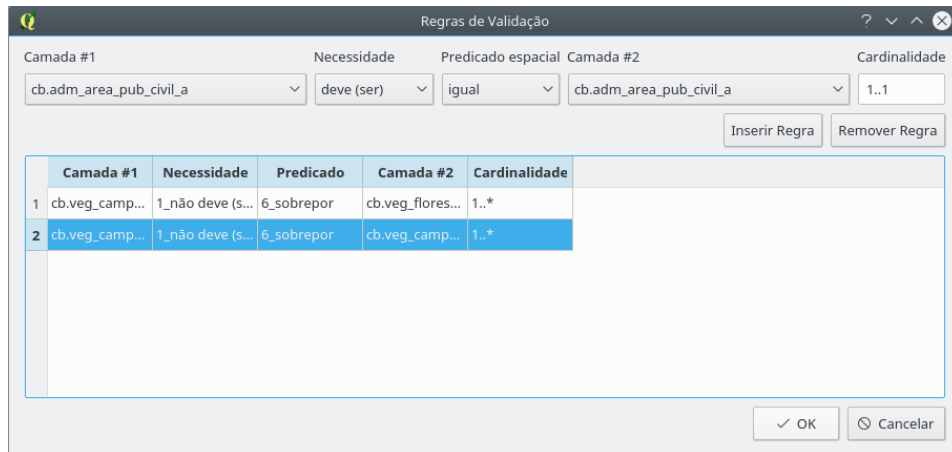 Regras de Validação
Camada #1 Necessidade Predicado espacial Camada #2 Cardinalidade
cb.adm_area_pub_civil_a deve (ser) igual cb.adm_area_pub_civil_a 1..1
Inserir Regra Remover Regra
Camada #1 Necessidade Predicado Camada #2 Cardinalidade
1 cb.veg_camp... 1_não deve (s... 6_sobrepor cb.veg_flores... 1..*
2 cb.veg_camp... 1_não deve (s... 6_sobrepor cb.veg_camp... 1..*
OK Cancelar